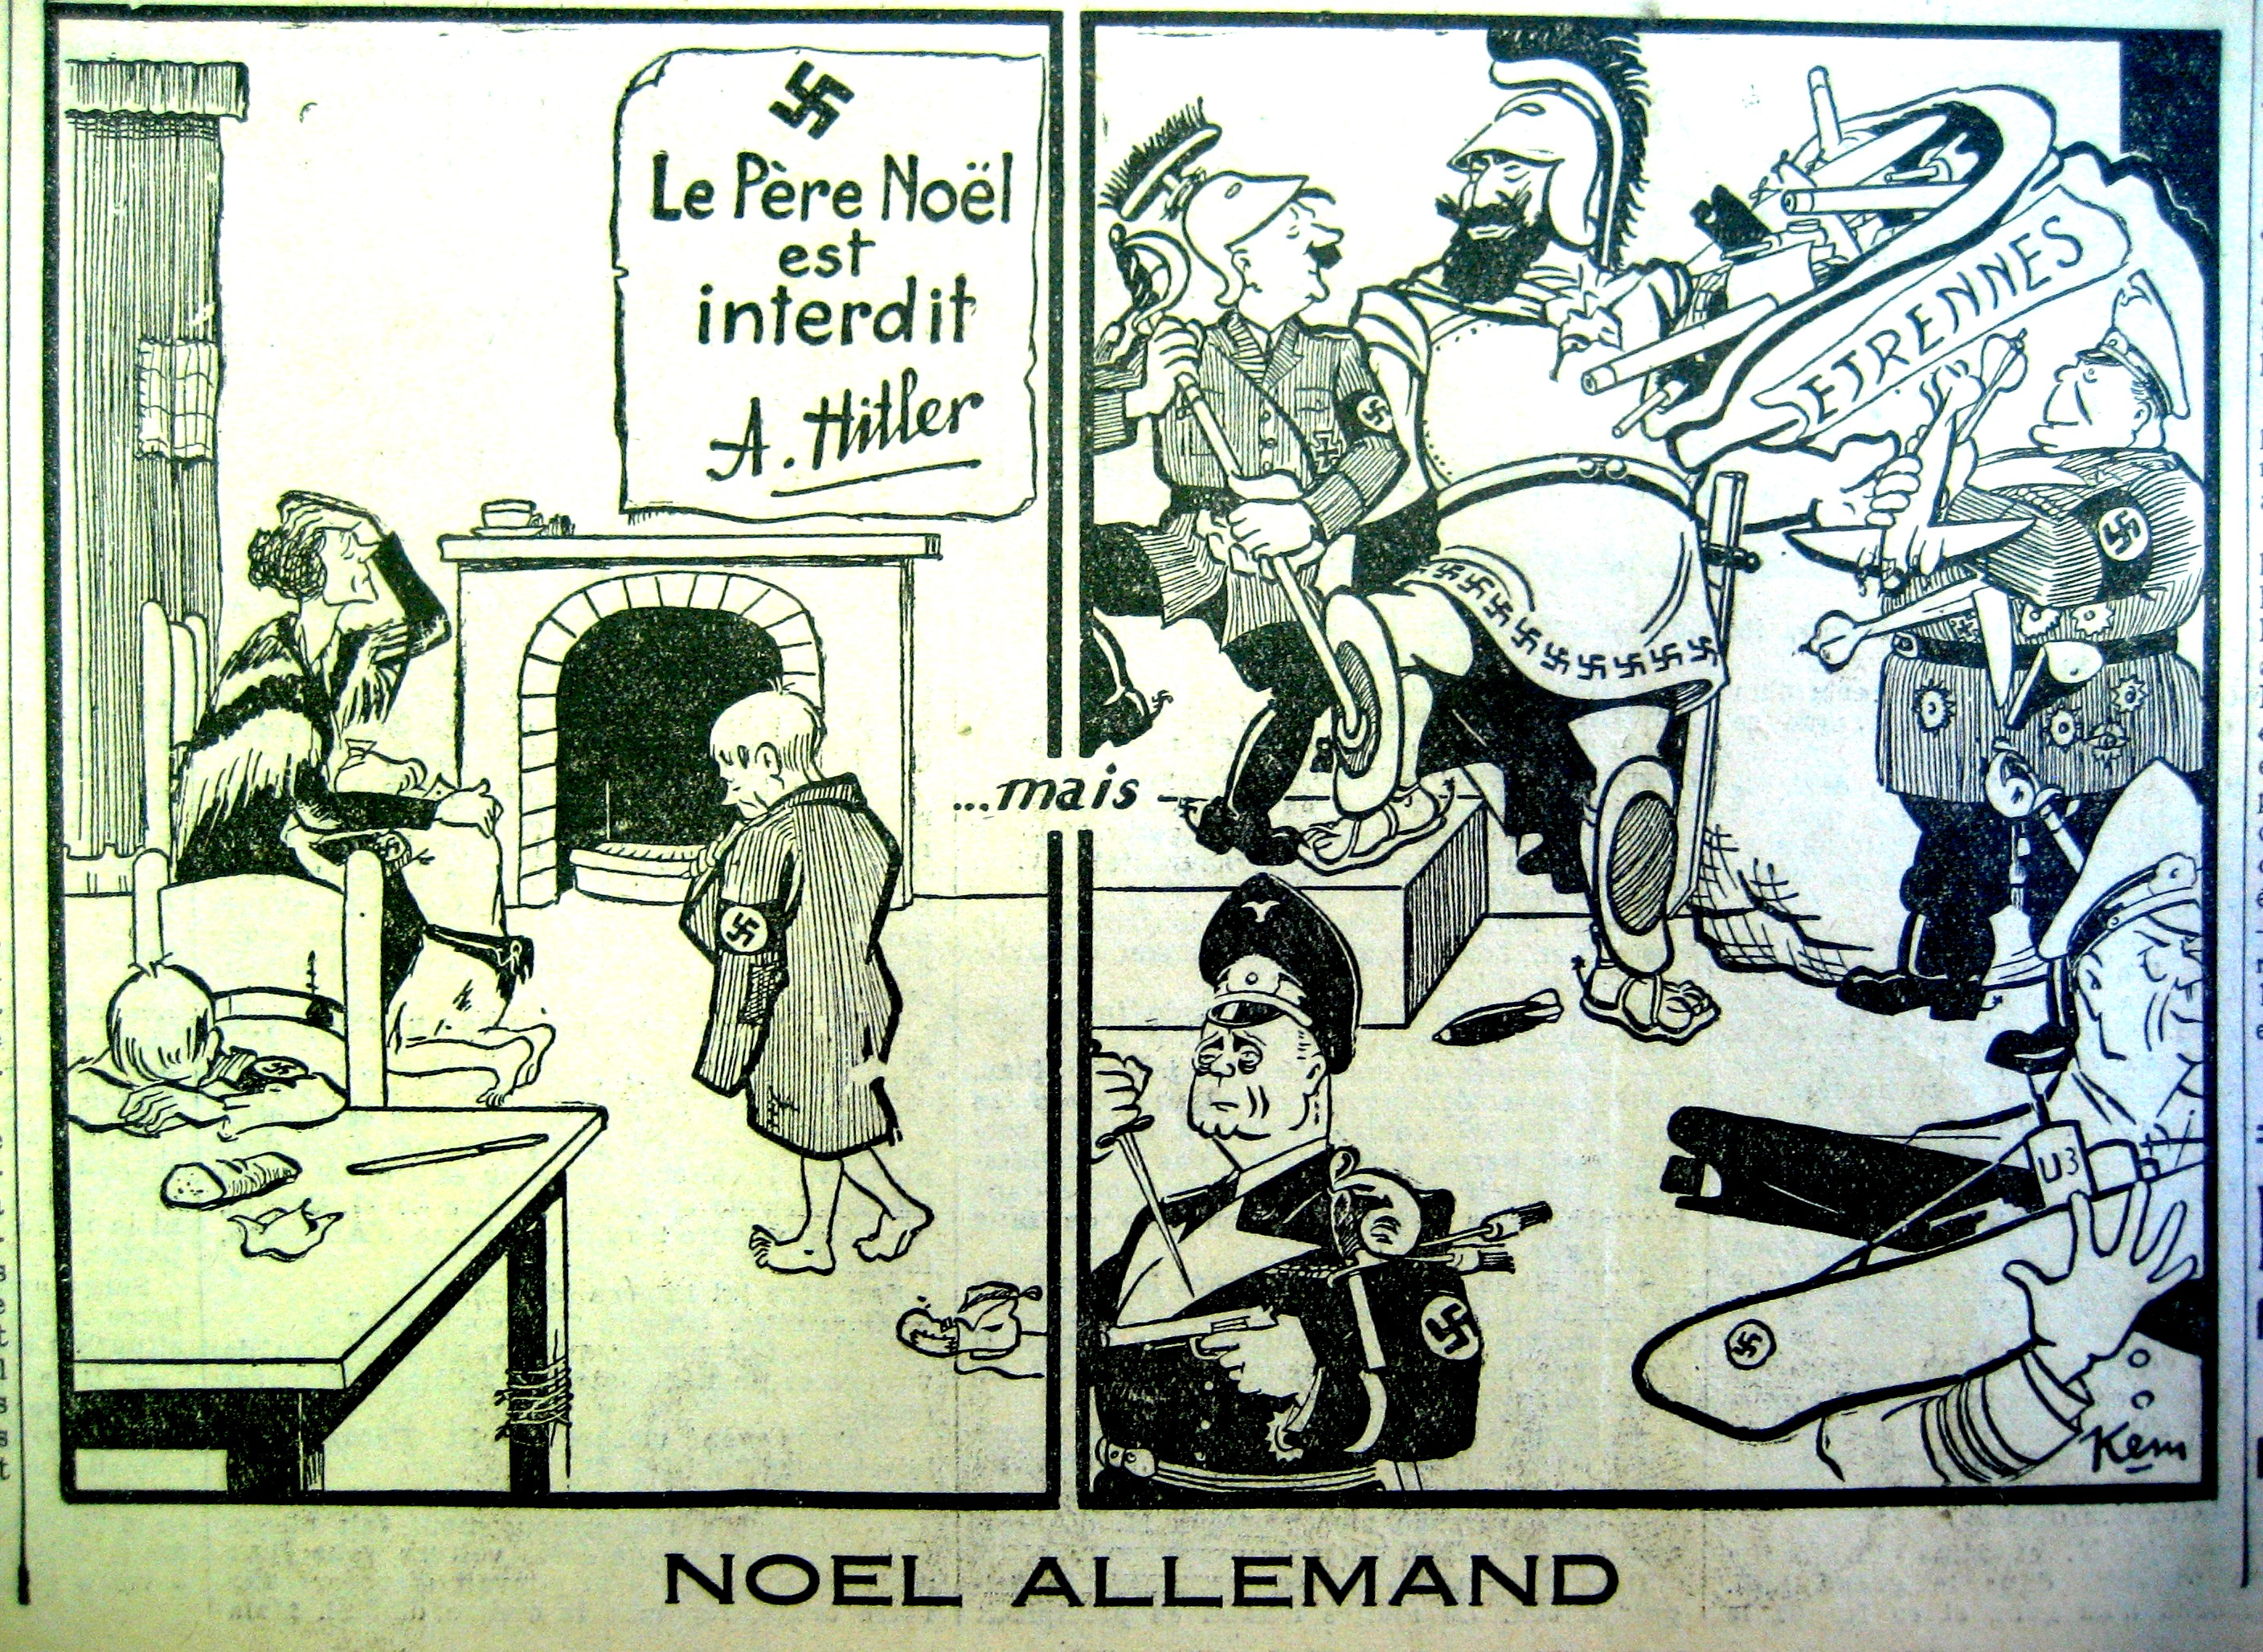 Le Père Noël
est
interdit
A. Hitler
...mais
ETRENNES
U3
Kem
NOEL ALLEMAND